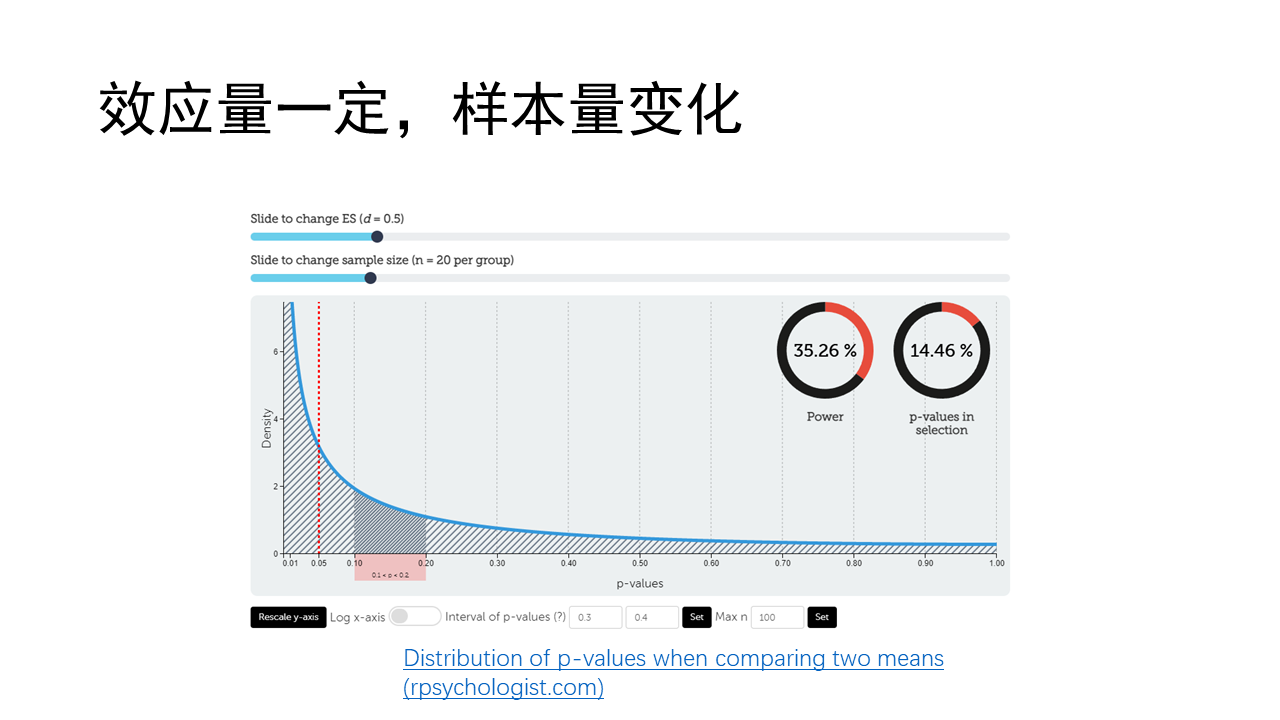 效应量一定，样本量变化
Slide to change ES (d = 0.5)
Slide to change sample size (n = 20 per group)
35.26 %
14.46 %
Power
p-values in
selection
Density
6
4
2
0
0.01 0.05 0.10 0.20 0.30 0.40 0.50 0.60 0.70 0.80 0.90 1.00
0.1 < p < 0.2
p-values
Rescale y-axis Log x-axis Interval of p-values (?) 0.3 0.4 Set Max n 100 Set
Distribution of p-values when comparing two means
(rpsychologist.com)